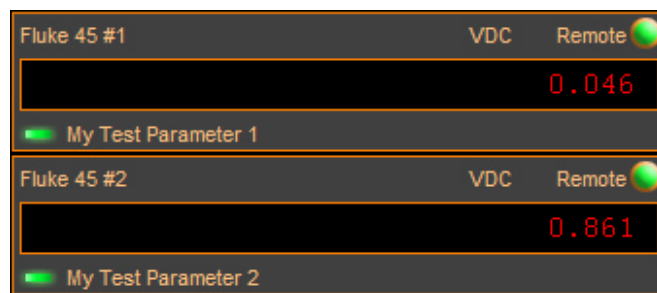 Fluke 45 #1 VDC Remote
0.046
My Test Parameter 1
Fluke 45 #2 VDC Remote
0.861
My Test Parameter 2